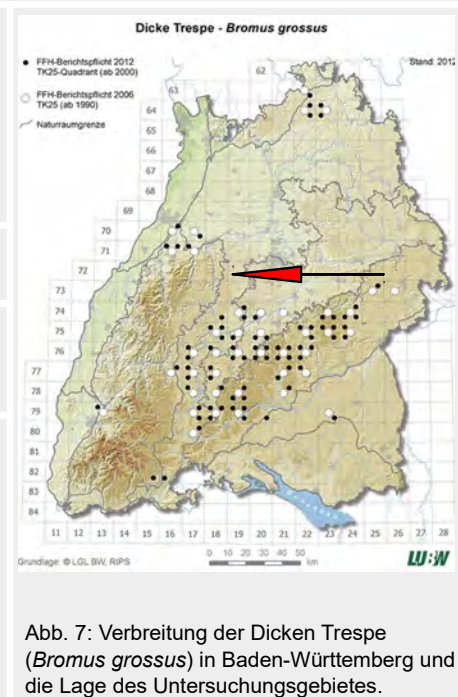 Dicke Trespe - Bromus grossus
FFH-Berichtspflicht 2012
TK25-Quadrant (ab 2000)
FFH-Berichtspflicht 2006
TK25 (ab 1990)
Naturraumgrenze
Stand: 2012
62
63
64
65
66
67
68
69
70
71
72
73
74
75
76
77
78
79
80
81
82
83
84
11 12 13 14 15 16 17 18 19 20 21 22 23 24 25 26 27 28
Grundlage: © LGL BW, RIPS
0 10 20 30 40 50
km
LUBW
Abb. 7: Verbreitung der Dicken Trespe
(Bromus grossus) in Baden-Württemberg und
die Lage des Untersuchungsgebietes.